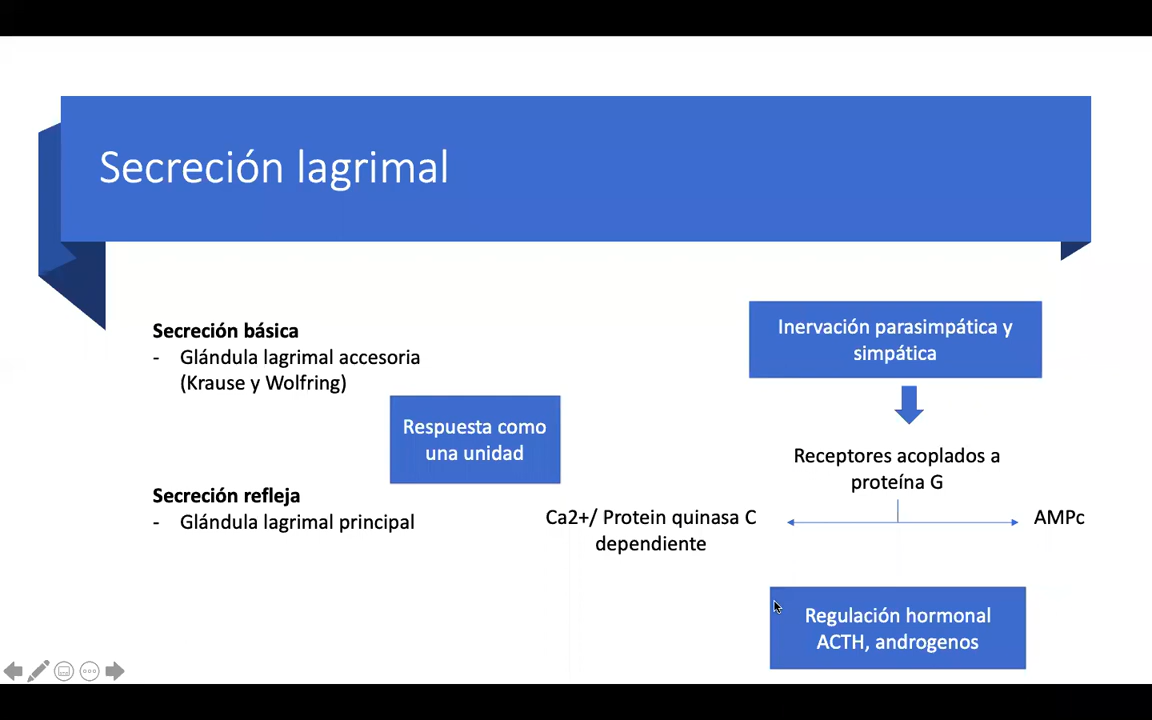 Secreción lagrimal
Secreción básica
- Glándula lagrimal accesoria
(Krause y Wolfring)
Respuesta como
una unidad
Secreción refleja
- Glándula lagrimal principal
Inervación parasimpática y
simpática
Receptores acoplados a
proteína G
Ca2+/ Protein quinasa C
dependiente
AMPc
Regulación hormonal
ACTH, androgenos